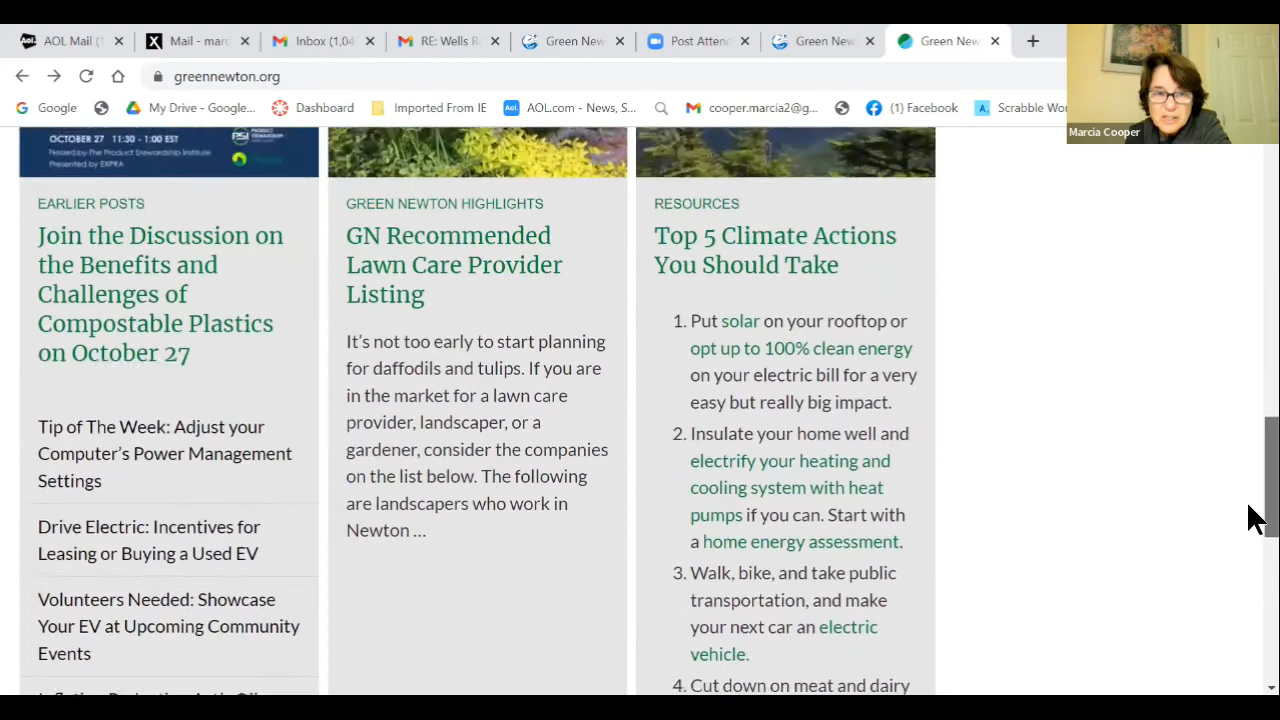 AOL Mail (
Mail - marc
Inbox (1,04
RE: Wells R
Green New
Post Attend
Green New
Green New
greennewton.org
Google
My Drive - Google...
Dashboard
Imported From IE
AOL.com - News, S...
cooper.marcia2@g...
(1) Facebook
Scrabble Wo
Marcia Cooper
OCTOBER 27 11:30 - 1:00 EST
Presented by EXPRA
EARLIER POSTS
Join the Discussion on
the Benefits and
Challenges of
Compostable Plastics
on October 27
Tip of The Week: Adjust your
Computer’s Power Management
Settings
Drive Electric: Incentives for
Leasing or Buying a Used EV
Volunteers Needed: Showcase
Your EV at Upcoming Community
Events
GREEN NEWTON HIGHLIGHTS
GN Recommended
Lawn Care Provider
Listing
It’s not too early to start planning
for daffodils and tulips. If you are
in the market for a lawn care
provider, landscaper, or a
gardener, consider the companies
on the list below. The following
are landscapers who work in
Newton ...
RESOURCES
Top 5 Climate Actions
You Should Take
1. Put solar on your rooftop or
opt up to 100% clean energy
on your electric bill for a very
easy but really big impact.
2. Insulate your home well and
electrify your heating and
cooling system with heat
pumps if you can. Start with
a home energy assessment.
3. Walk, bike, and take public
transportation, and make
your next car an electric
vehicle.
4. Cut down on meat and dairy